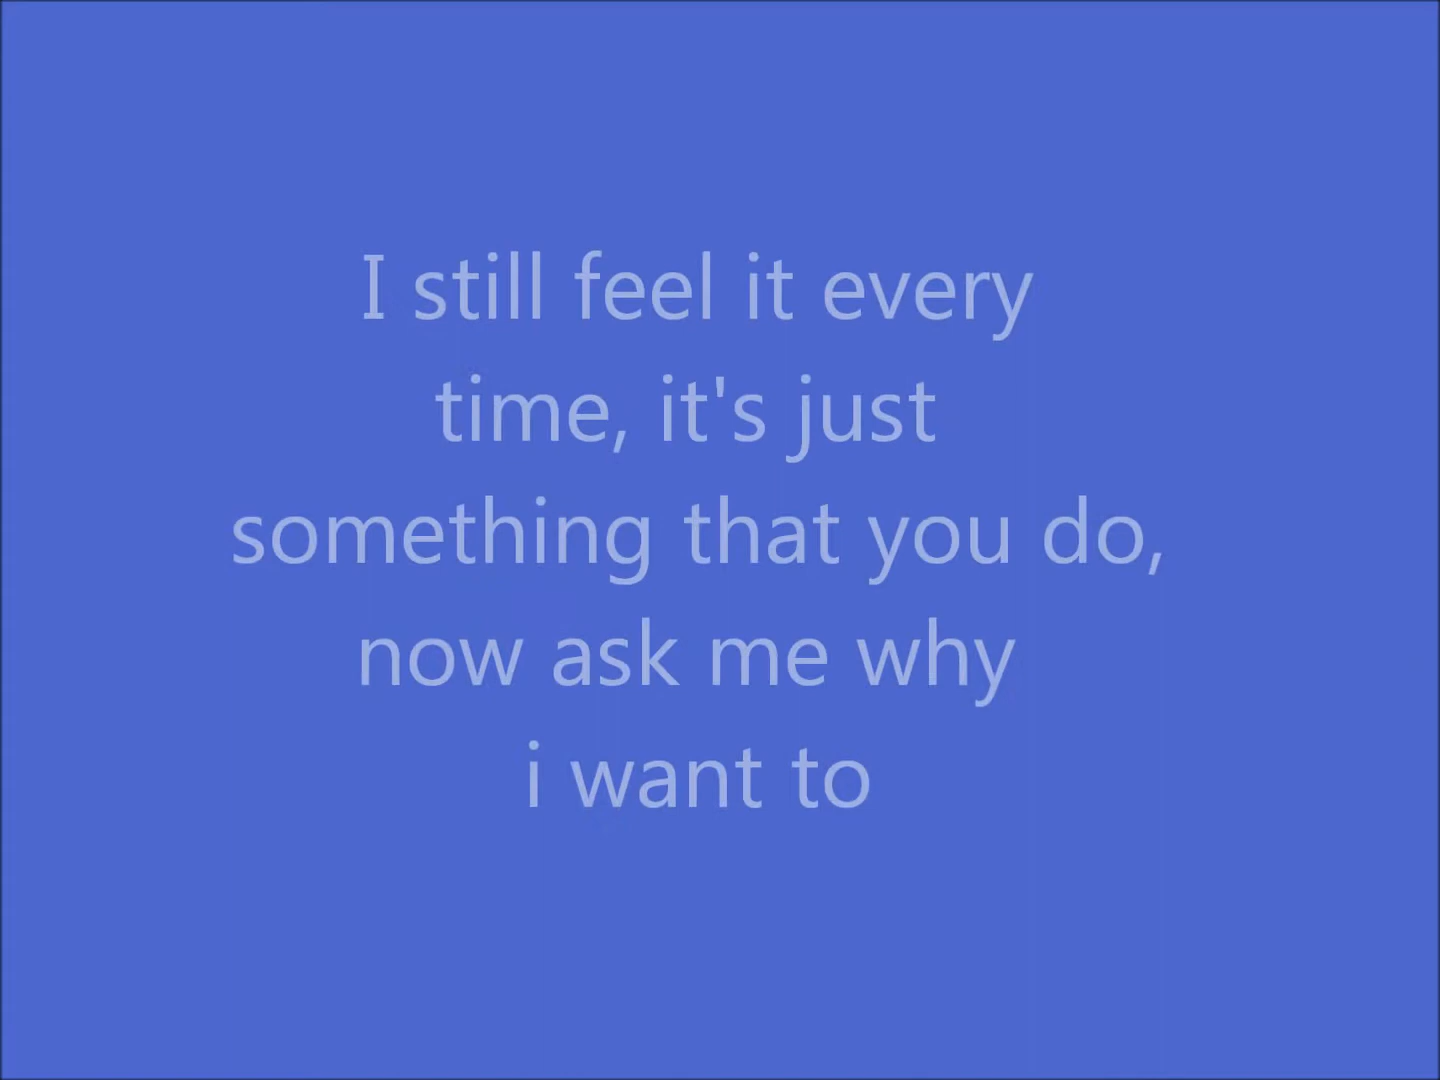 I still feel it every
time, it's just
something that you do,
now ask me why
i want to